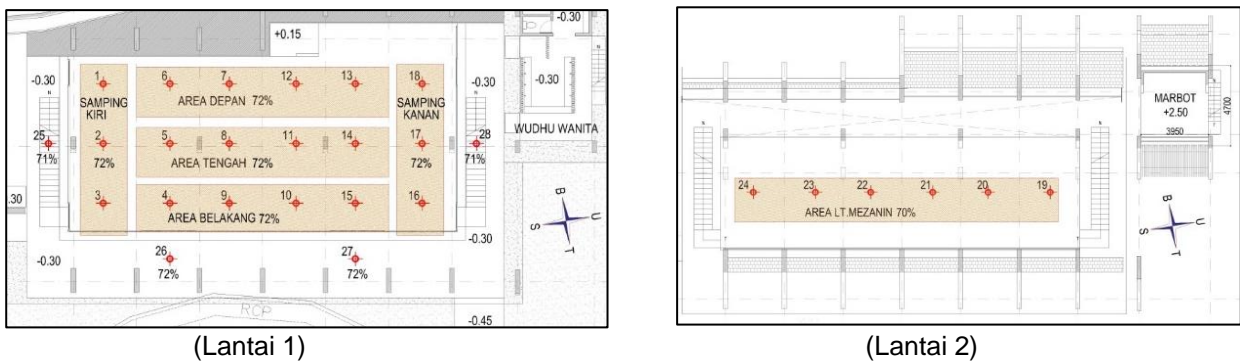 +0.15
-0.30
1
6
7
12
13
18
-0.30
-0.30
-0.30
SAMPING
KIRI
AREA DEPAN 72%
SAMPING
KANAN
WUDHU WANITA
25
2
5
8
11
14
17
28
71%
72%
AREA TENGAH 72%
72%
71%
3
4
9
10
15
16
.30
AREA BELAKANG 72%
-0.30
B
U
S
T
-0.30
26
72%
27
72%
RCP
-0.45
(Lantai 1)
MARBOT
+2.50
3950
4700
24
23
22
21
20
19
AREA LT.MEZANIN 70%
B
U
S
T
(Lantai 2)